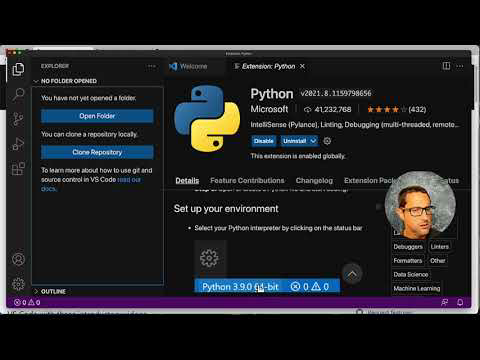 Extension: Python
EXPLORER
NO FOLDER OPENED
You have not yet opened a folder.
Open Folder
You can clone a repository locally.
Clone Repository
To learn more about how to use git and
source control in VS Code read our
docs.
OUTLINE
Welcome
Extension: Python
Python v2021.8.1159798656
Microsoft 41,232,768 (432)
IntelliSense (Pylance), Linting, Debugging (multi-threaded, remote...
Disable Uninstall
This extension is enabled globally.
Details Feature Contributions Changelog Extension Pack Status
Set up your environment
• Select your Python interpreter by clicking on the status bar
Python 3.9.0 64-bit 0 0
Debuggers Linters
Formatters Other
Data Science
Machine Learning
0 0